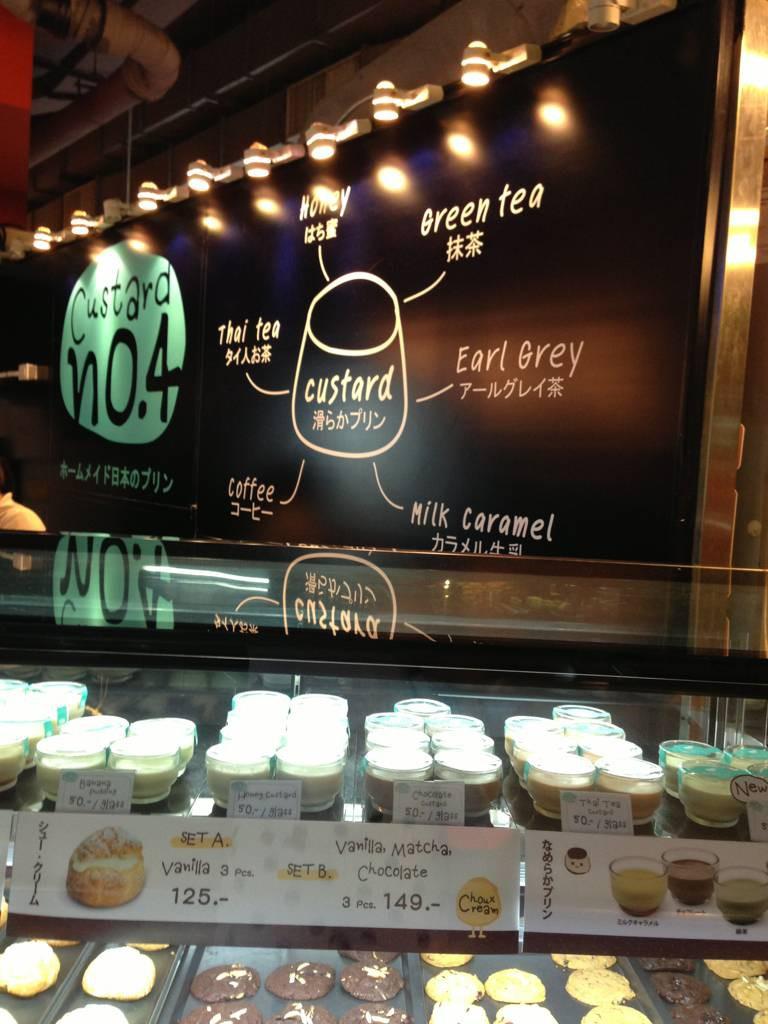 Custard
no.4
ホームメイド日本のプリン
Honey
はち蜜
Green tea
抹茶
Thai tea
タイ人お茶
Earl Grey
アールグレイ茶
custard
滑らかプリン
Coffee
コーヒー
Milk Caramel
カラメル牛乳
Banana
pudding
50.-/glass
Honey Custard
50.-/glass
Chocolate
custard
50.-/glass
Thai Tea
Custard
50.-/glass
New
シュー・クリーム
SET A.
Vanilla 3 Pcs.
125.-
SET B.
Vanilla, Matcha,
Chocolate
3 Pcs. 149.-
Choux
Cream
なめらかプリン
ミルクキャラメル